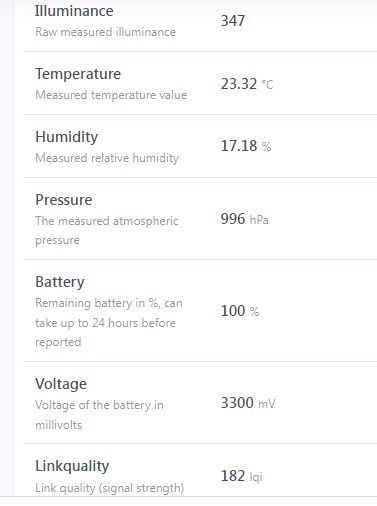 Illuminance
Raw measured illuminance
347
Temperature
Measured temperature value
23.32 °C
Humidity
Measured relative humidity
17.18 %
Pressure
The measured atmospheric
pressure
996 hPa
Battery
Remaining battery in %, can
take up to 24 hours before
reported
100 %
Voltage
Voltage of the battery in
millivolts
3300 mV
Linkquality
Link quality (signal strength)
182 lqi